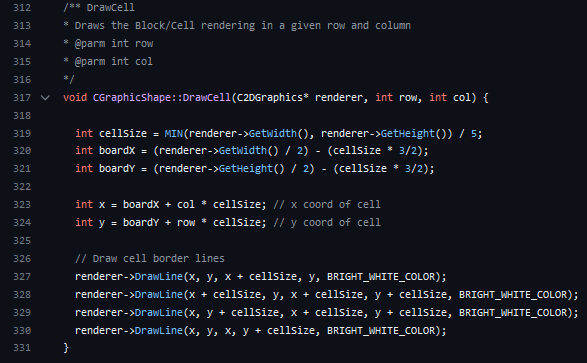 312 /** DrawCell
313 * Draws the Block/Cell rendering in a given row and column
314 * @parm int row
315 * @parm int col
316 */
317 void CGraphicShape::DrawCell(C2DGraphics* renderer, int row, int col) {
318
319 int cellSize = MIN(renderer->GetWidth(), renderer->GetHeight()) / 5;
320 int boardX = (renderer->GetWidth() / 2) - (cellSize * 3/2);
321 int boardY = (renderer->GetHeight() / 2) - (cellSize * 3/2);
322
323 int x = boardX + col * cellSize; // x coord of cell
324 int y = boardY + row * cellSize; // y coord of cell
325
326 // Draw cell border lines
327 renderer->DrawLine(x, y, x + cellSize, y, BRIGHT_WHITE_COLOR);
328 renderer->DrawLine(x + cellSize, y, x + cellSize, y + cellSize, BRIGHT_WHITE_COLOR);
329 renderer->DrawLine(x, y + cellSize, x + cellSize, y + cellSize, BRIGHT_WHITE_COLOR);
330 renderer->DrawLine(x, y, x, y + cellSize, BRIGHT_WHITE_COLOR);
331 }